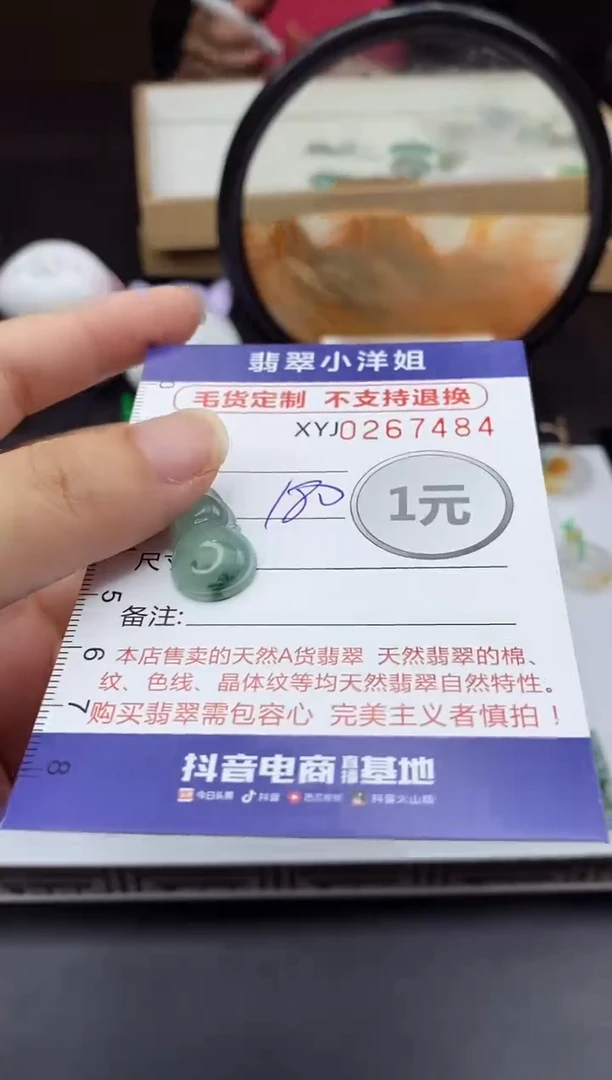 翡翠小洋姐
毛货定制 不支持退换
XYJ0267484
180
1元
尺寸
5
备注:
6
本店售卖的天然A货翡翠 天然翡翠的棉、
纹、色线、晶体纹等均天然翡翠自然特性。
7
购买翡翠需包容心 完美主义者慎拍！
8
抖音电商直播基地
今日头条 抖音 抖音火山版